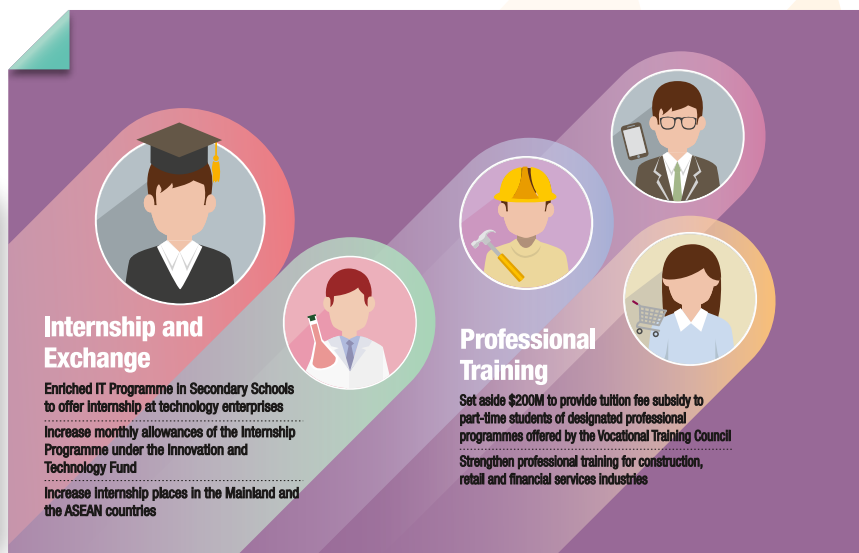 Internship and
Exchange
Enriched IT Programme in Secondary Schools
to offer internship at technology enterprises
Increase monthly allowances of the Internship
Programme under the Innovation and
Technology Fund
Increase internship places in the Mainland and
the ASEAN countries
Professional
Training
Set aside $200M to provide tuition fee subsidy to
part-time students of designated professional
programmes offered by the Vocational Training Council
Strengthen professional training for construction,
retail and financial services industries